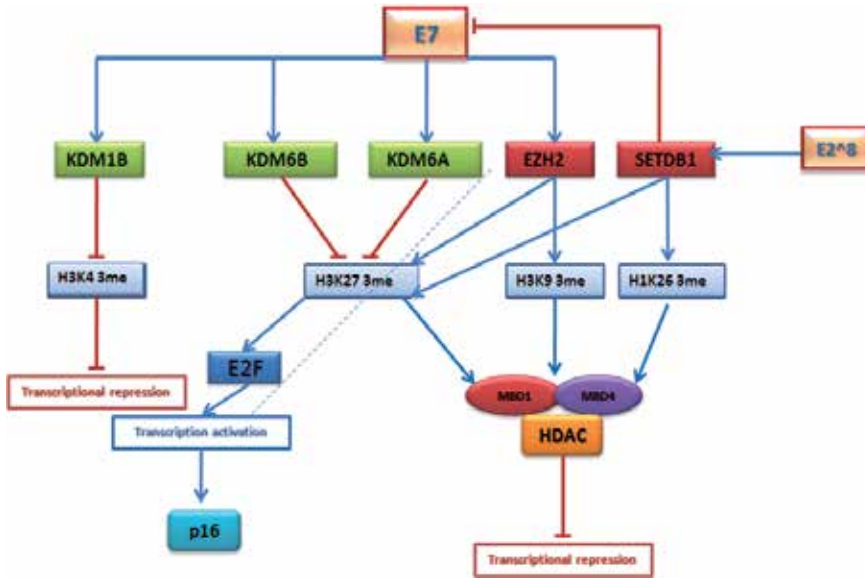 E7
KDM1B
KDM6B
KDM6A
EZH2
SETDB1
E2^8
H3K4 3me
H3K27 3me
H3K9 3me
H1K26 3me
E2F
MBD1
MBD4
Transcriptional repression
Transcription activation
HDAC
p16
Transcriptional repression